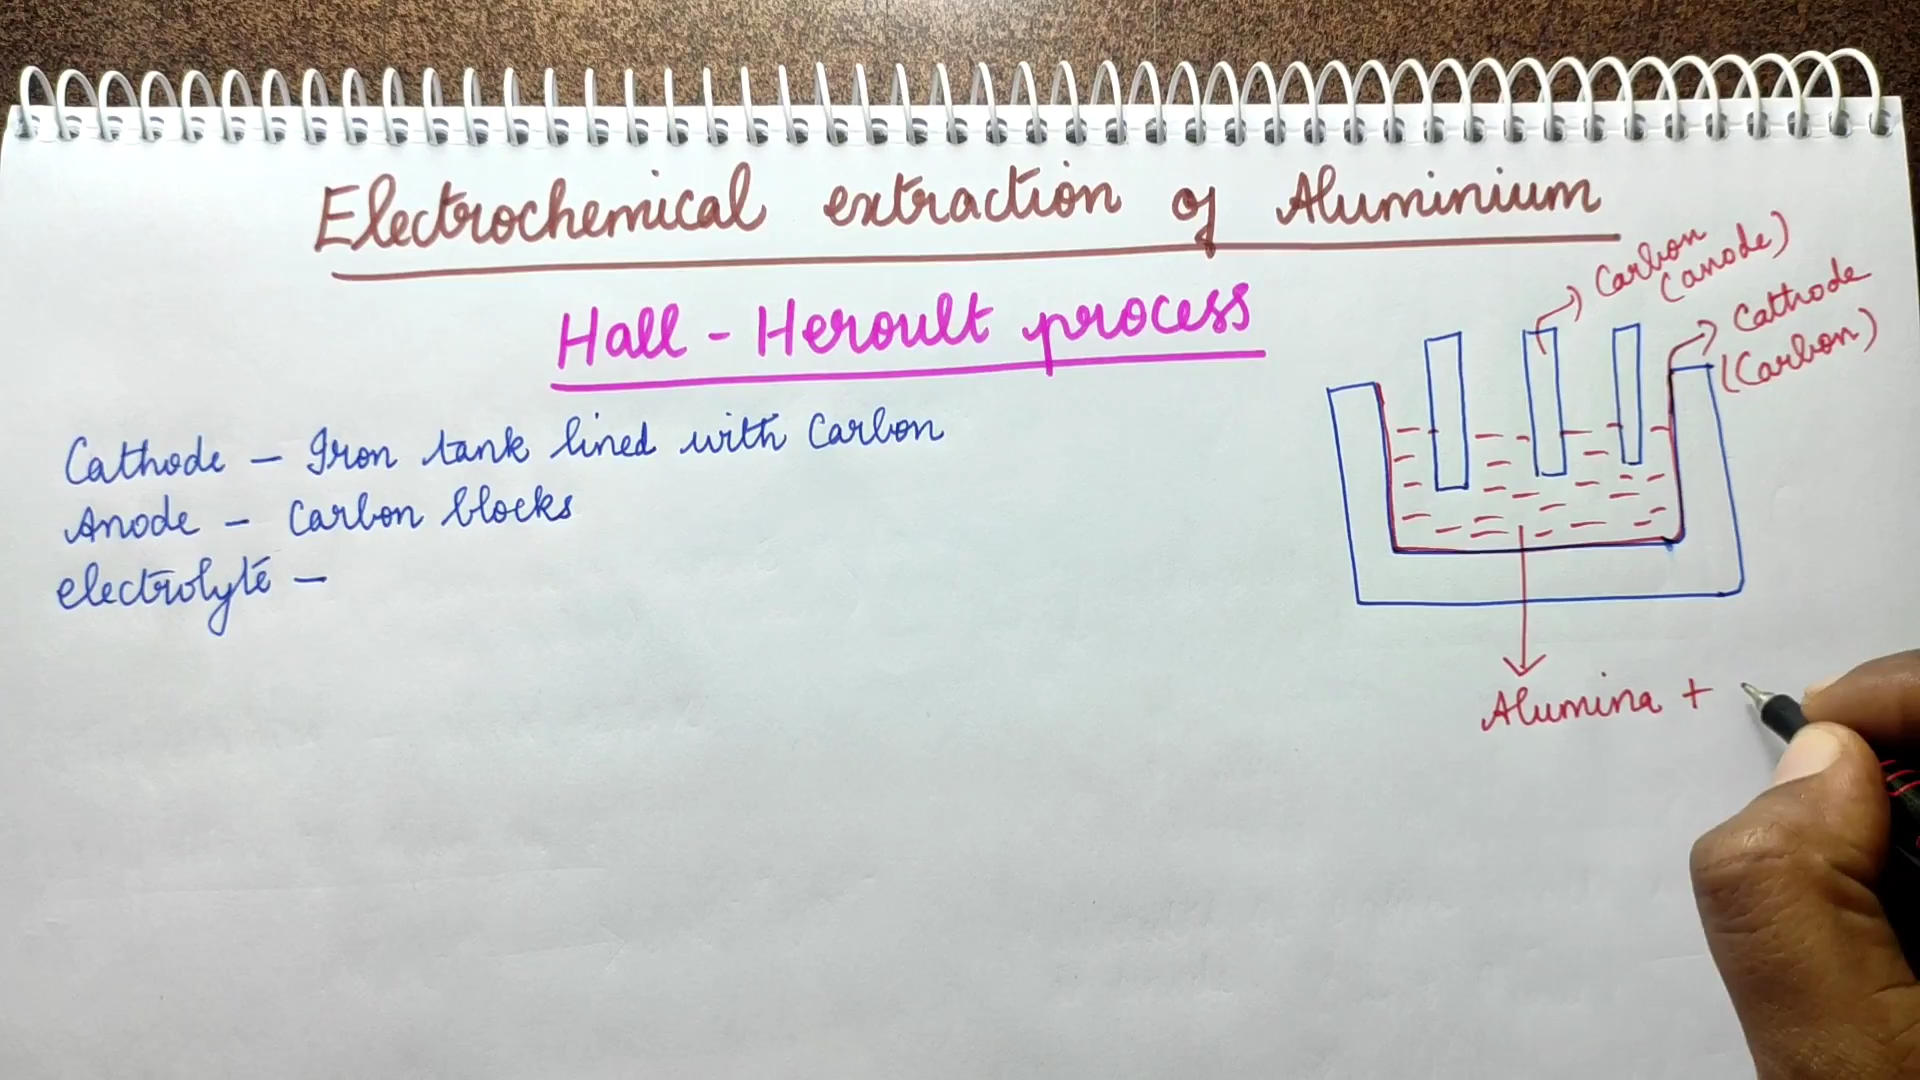 Electrochemical extraction of Aluminium
Hall - Heroult process
Carbon
(anode)
Cathode
(Carbon)
Cathode – Iron tank lined with Carbon
Anode – Carbon blocks
electrolyte –
Alumina +